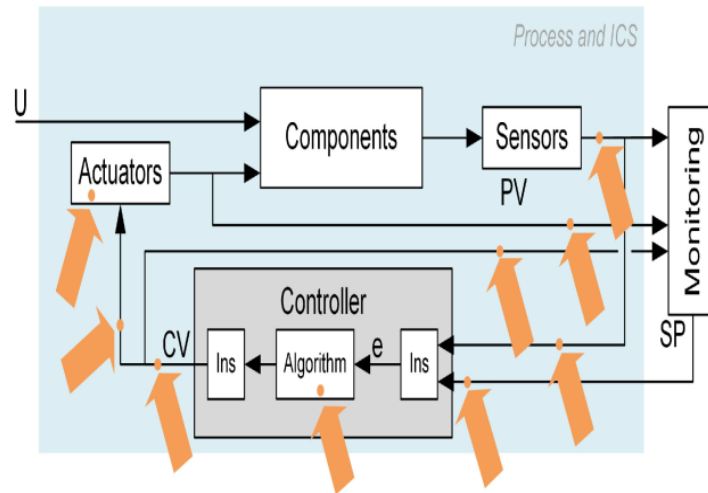 Process and ICS
U
Components
Sensors
Actuators
PV
Monitoring
Controller
SP
CV
Ins
Algorithm
e
Ins